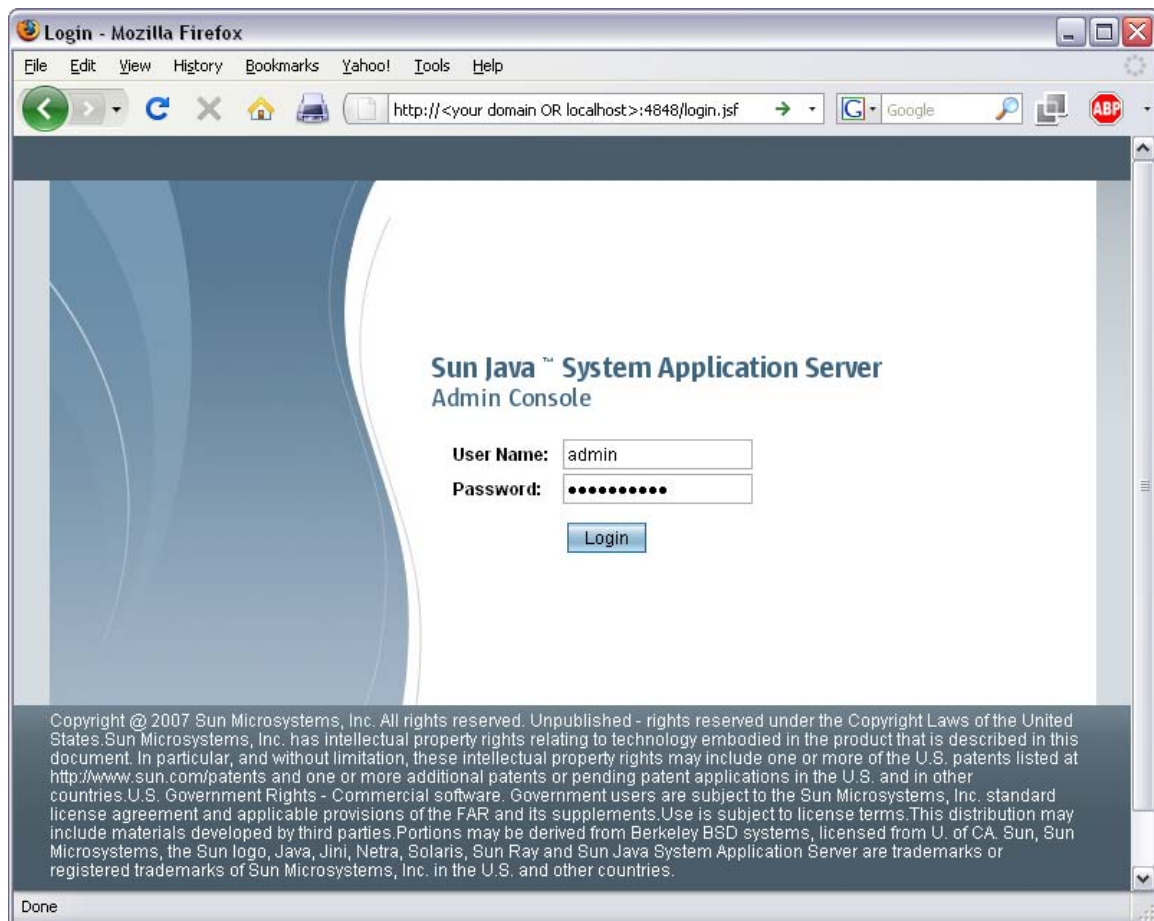 Login - Mozilla Firefox
File Edit View History Bookmarks Yahoo! Tools Help
http://<your domain OR localhost>:4848/login.jsf G Google ABP
Sun Java ™ System Application Server
Admin Console
User Name: admin
Password: ••••••••••
Login
Copyright @ 2007 Sun Microsystems, Inc. All rights reserved. Unpublished - rights reserved under the Copyright Laws of the United
States.Sun Microsystems, Inc. has intellectual property rights relating to technology embodied in the product that is described in this
document. In particular, and without limitation, these intellectual property rights may include one or more of the U.S. patents listed at
http://www.sun.com/patents and one or more additional patents or pending patent applications in the U.S. and in other
countries.U.S. Government Rights - Commercial software. Government users are subject to the Sun Microsystems, Inc. standard
license agreement and applicable provisions of the FAR and its supplements.Use is subject to license terms.This distribution may
include materials developed by third parties.Portions may be derived from Berkeley BSD systems, licensed from U. of CA. Sun, Sun
Microsystems, the Sun logo, Java, Jini, Netra, Solaris, Sun Ray and Sun Java System Application Server are trademarks or
registered trademarks of Sun Microsystems, Inc. in the U.S. and other countries.
Done